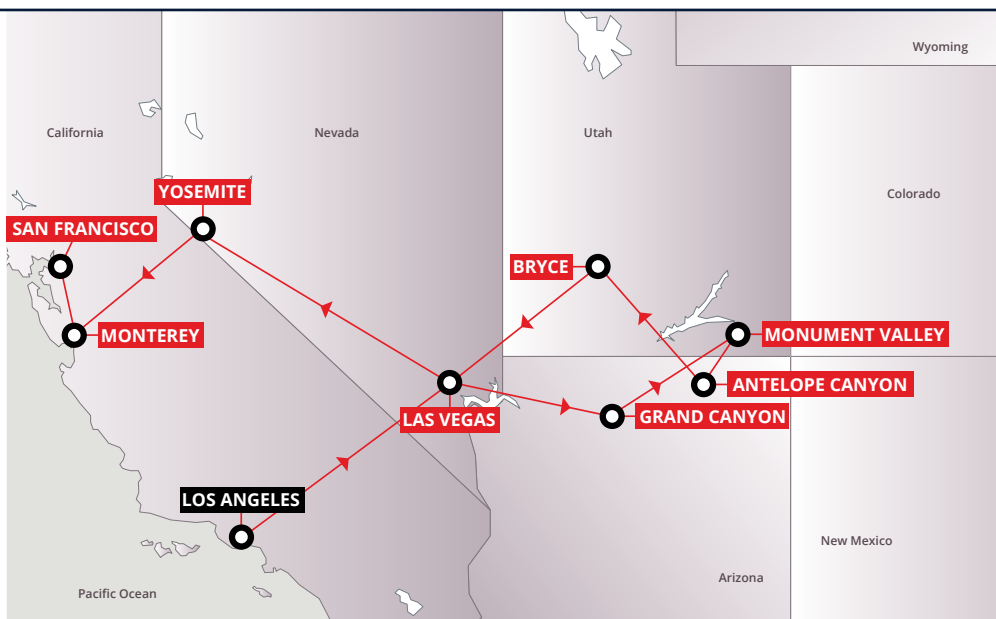 Wyoming
California
Nevada
Utah
YOSEMITE
Colorado
SAN FRANCISCO
BRYCE
MONTEREY
MONUMENT VALLEY
ANTELOPE CANYON
LAS VEGAS
GRAND CANYON
LOS ANGELES
New Mexico
Arizona
Pacific Ocean